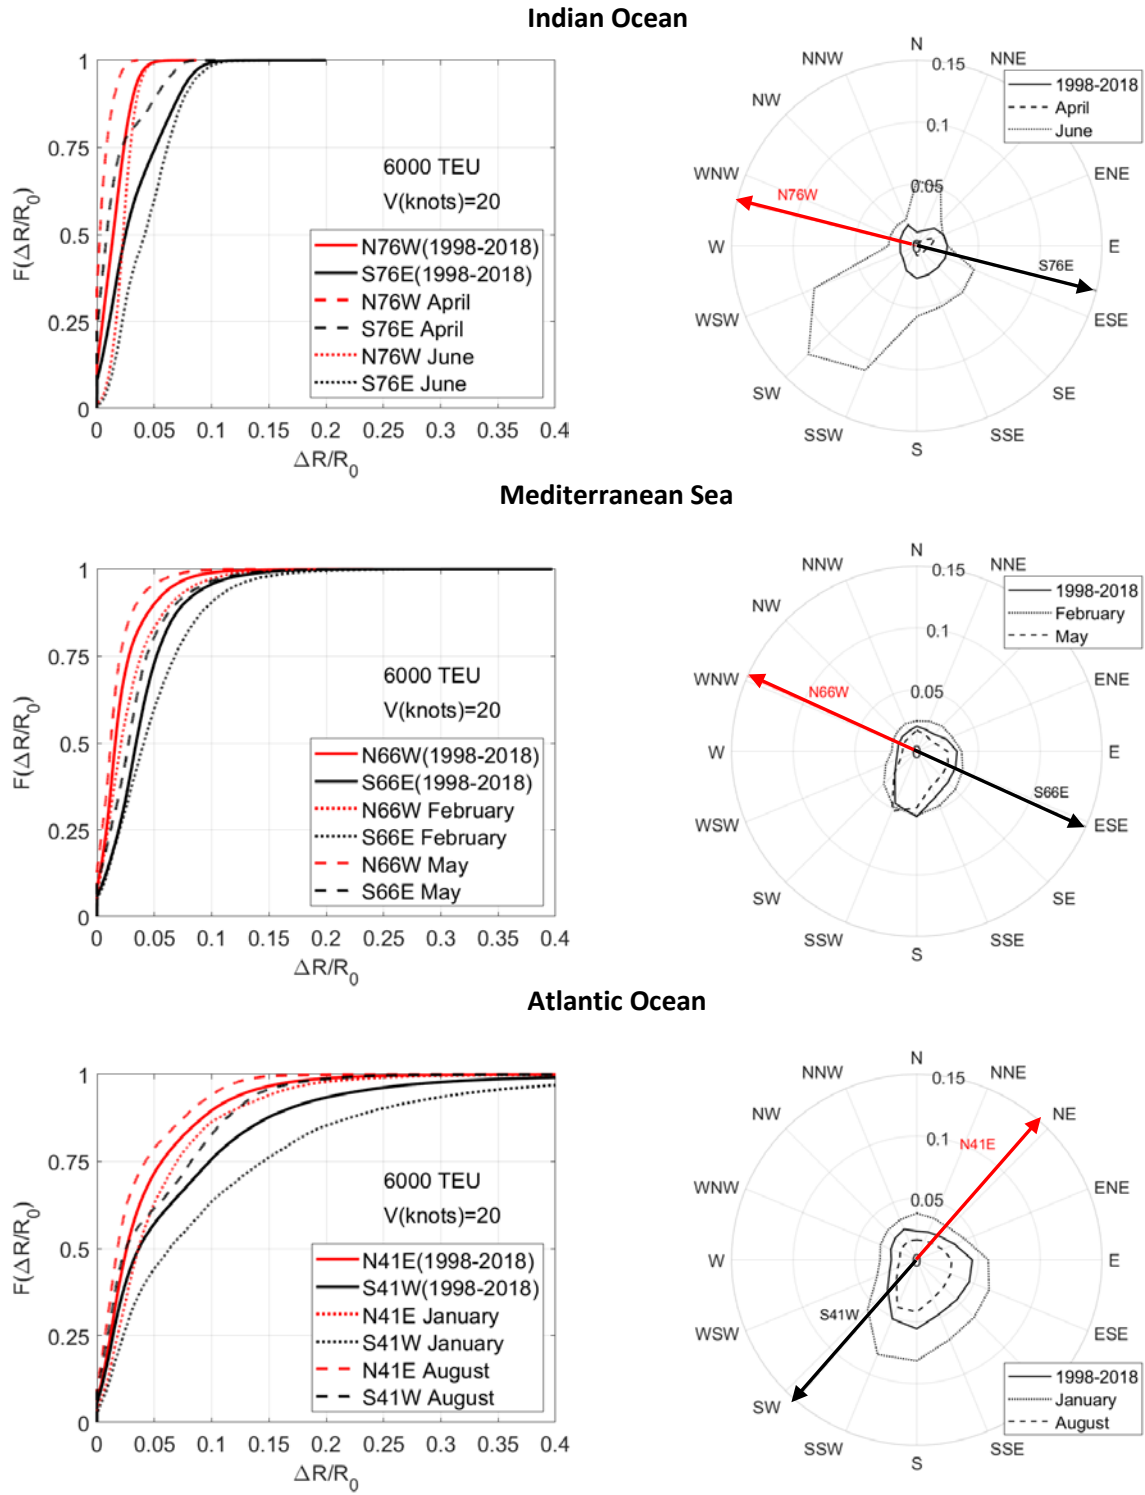 Indian Ocean
F(ΔR/R0)
1
0.75
0.5
0.25
0
0 0.05 0.1 0.15 0.2 0.25 0.3 0.35 0.4
ΔR/R0
6000 TEU
V(knots)=20
N76W(1998-2018)
S76E(1998-2018)
N76W April
S76E April
N76W June
S76E June
N
NNE
ENE
E
ESE
SE
SSE
S
SSW
SW
WSW
W
WNW
NW
NNW
0.15
0.1
0.05
0
N76W
S76E
1998-2018
April
June
Mediterranean Sea
F(ΔR/R0)
1
0.75
0.5
0.25
0
0 0.05 0.1 0.15 0.2 0.25 0.3 0.35 0.4
ΔR/R0
6000 TEU
V(knots)=20
N66W(1998-2018)
S66E(1998-2018)
N66W February
S66E February
N66W May
S66E May
N
NNE
ENE
E
ESE
SE
SSE
S
SSW
SW
WSW
W
WNW
NW
NNW
0.15
0.1
0.05
0
N66W
S66E
1998-2018
February
May
Atlantic Ocean
F(ΔR/R0)
1
0.75
0.5
0.25
0
0 0.05 0.1 0.15 0.2 0.25 0.3 0.35 0.4
ΔR/R0
6000 TEU
V(knots)=20
N41E(1998-2018)
S41W(1998-2018)
N41E January
S41W January
N41E August
S41W August
N
NNE
NE
ENE
E
ESE
SSE
S
SSW
SW
WSW
W
WNW
NW
NNW
0.15
0.1
0.05
0
N41E
S41W
1998-2018
January
August